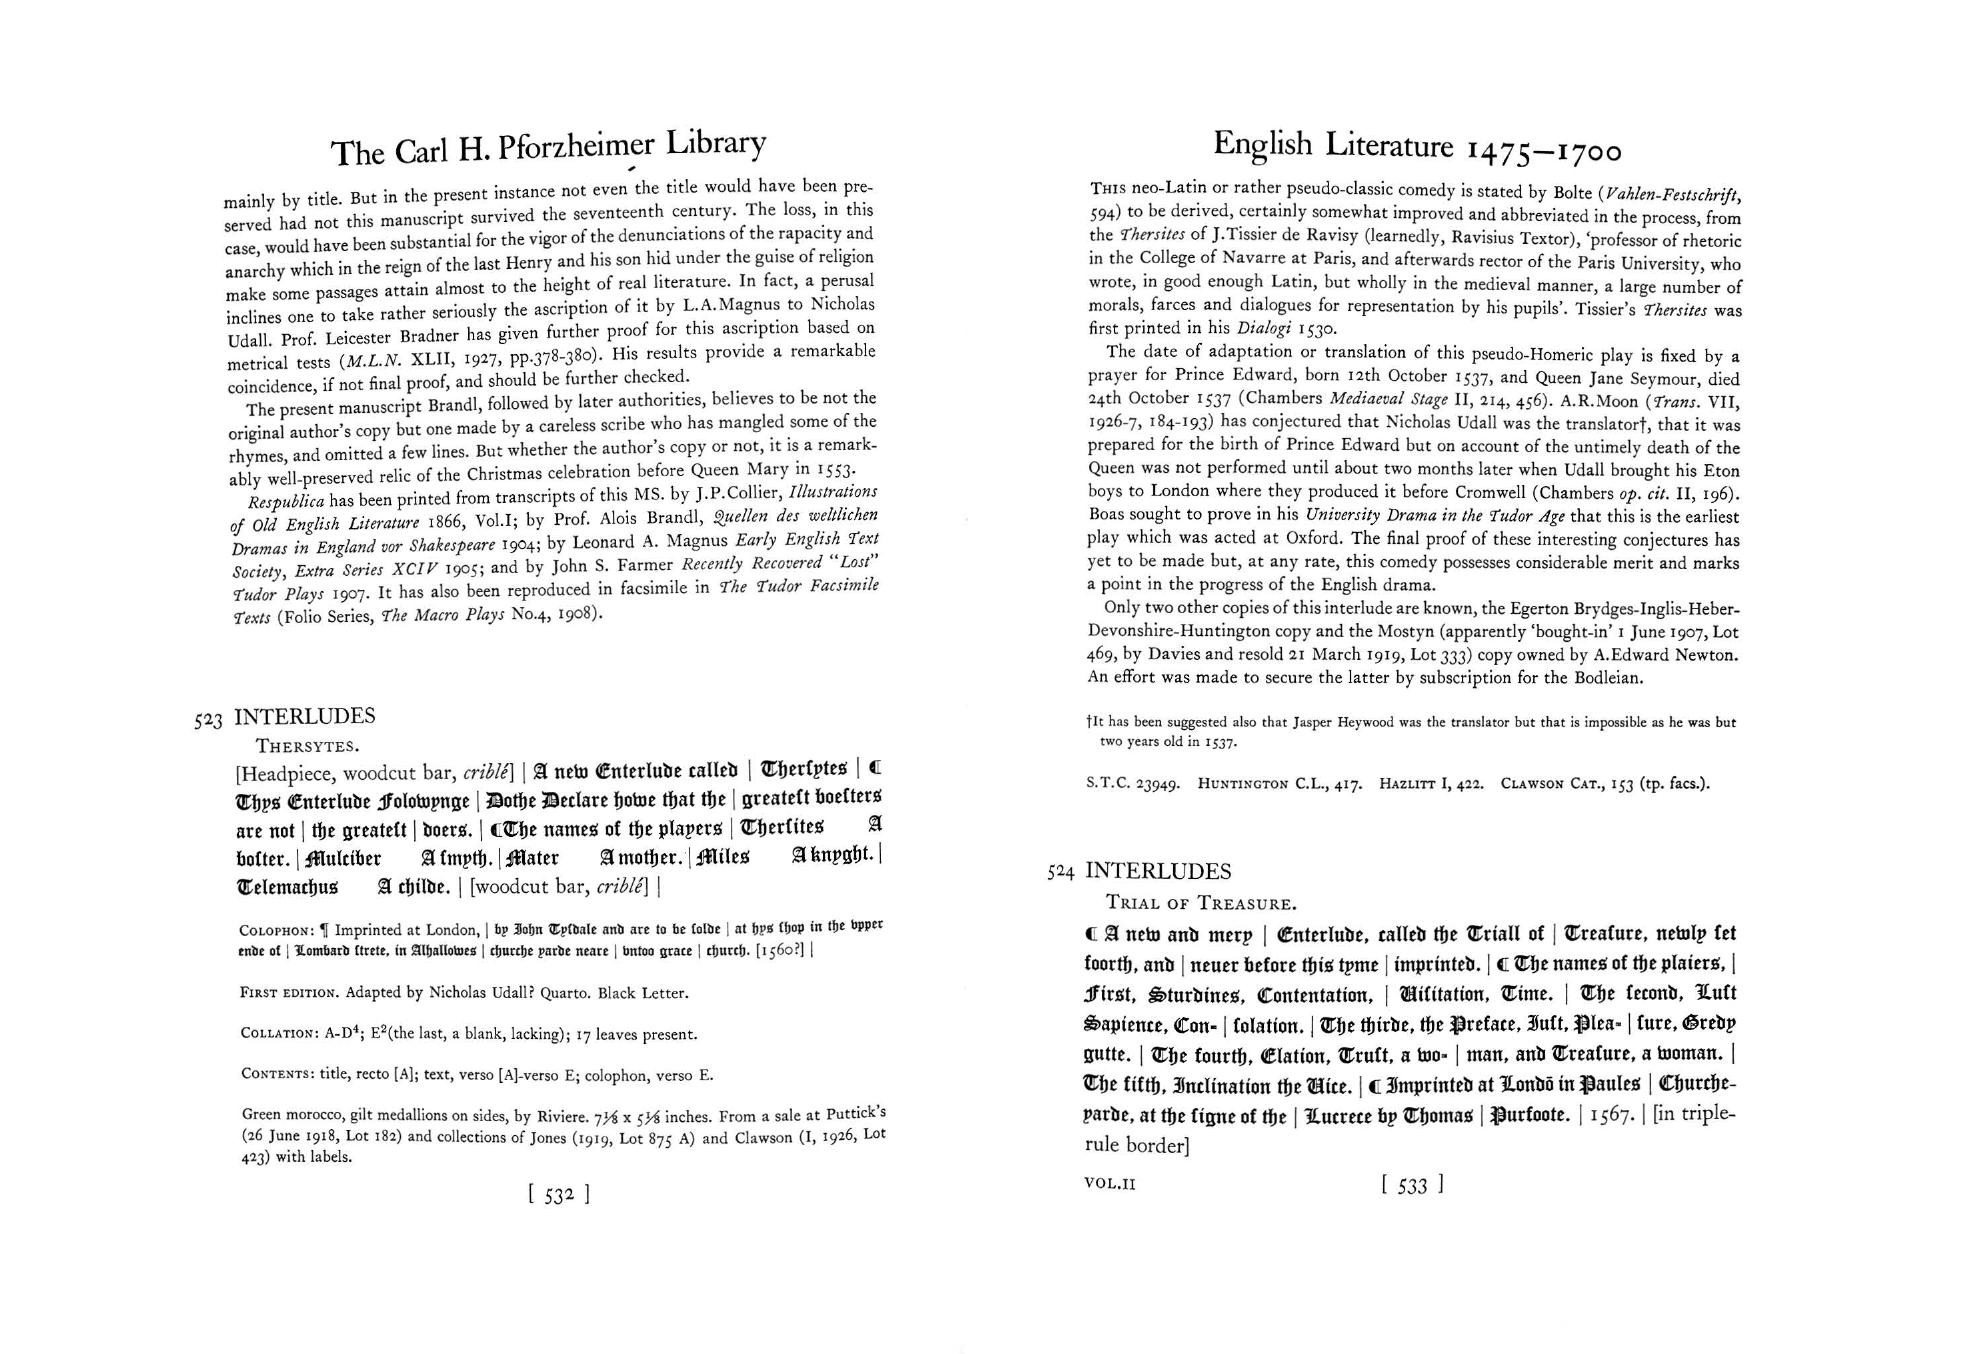 The Carl H. Pforzheimer Library
mainly by title. But in the present instance not even the title would have been pre-
served had not this manuscript survived the seventeenth century. The loss, in this
case, would have been substantial for the vigor of the denunciations of the rapacity and
anarchy which in the reign of the last Henry and his son hid under the guise of religion
make some passages attain almost to the height of real literature. In fact, a perusal
inclines one to take rather seriously the ascription of it by L.A.Magnus to Nicholas
Udall. Prof. Leicester Bradner has given further proof for this ascription based on
metrical tests (M.L.N. XLII, 1927, pp.378-380). His results provide a remarkable
coincidence, if not final proof, and should be further checked.
The present manuscript Brandl, followed by later authorities, believes to be not the
original author's copy but one made by a careless scribe who has mangled some of the
rhymes, and omitted a few lines. But whether the author's copy or not, it is a remark-
ably well-preserved relic of the Christmas celebration before Queen Mary in 1553.
Respublica has been printed from transcripts of this MS. by J.P.Collier, Illustrations
of Old English Literature 1866, Vol.I; by Prof. Alois Brandl, Quellen des weltlichen
Dramas in England vor Shakespeare 1904; by Leonard A. Magnus Early English Text
Society, Extra Series XCIV 1905; and by John S. Farmer Recently Recovered “Lost”
Tudor Plays 1907. It has also been reproduced in facsimile in The Tudor Facsimile
Texts (Folio Series, The Macro Plays No.4, 1908).
523 INTERLUDES
THERSYTES.
[Headpiece, woodcut bar, criblé] | A new Enterlude called | Therſytes | ¶
Thys Enterlude Folowynge | Dothe Declare howe that the | greateſt boeſters
are not | the greateſt | doers. | ¶The names of the players | Therſites A
boſter. | Mulciber A ſmyth. | Mater A mother. | Miles A knyght. |
Telemachus A childe. | [woodcut bar, criblé] |
COLOPHON: ¶ Imprinted at London, | by John Tyſdale and are to be ſolde | at hys ſhop in the vpper
ende of | Lombard ſtrete, in Alhallowes | churche yarde neare | vntoo grace | church. [1560?] |
FIRST EDITION. Adapted by Nicholas Udall? Quarto. Black Letter.
COLLATION: A-D⁴; E²(the last, a blank, lacking); 17 leaves present.
CONTENTS: title, recto [A]; text, verso [A]-verso E; colophon, verso E.
Green morocco, gilt medallions on sides, by Riviere. 7⅛ x 5⅛ inches. From a sale at Puttick's
(26 June 1918, Lot 182) and collections of Jones (1919, Lot 875 A) and Clawson (I, 1926, Lot
423) with labels.
[ 532 ]
English Literature 1475–1700
THIS neo-Latin or rather pseudo-classic comedy is stated by Bolte (Vahlen-Festschrift,
594) to be derived, certainly somewhat improved and abbreviated in the process, from
the Thersites of J.Tissier de Ravisy (learnedly, Ravisius Textor), ‘professor of rhetoric
in the College of Navarre at Paris, and afterwards rector of the Paris University, who
wrote, in good enough Latin, but wholly in the medieval manner, a large number of
morals, farces and dialogues for representation by his pupils’. Tissier's Thersites was
first printed in his Dialogi 1530.
The date of adaptation or translation of this pseudo-Homeric play is fixed by a
prayer for Prince Edward, born 12th October 1537, and Queen Jane Seymour, died
24th October 1537 (Chambers Mediaeval Stage II, 214, 456). A.R.Moon (Trans. VII,
1926-7, 184-193) has conjectured that Nicholas Udall was the translator†, that it was
prepared for the birth of Prince Edward but on account of the untimely death of the
Queen was not performed until about two months later when Udall brought his Eton
boys to London where they produced it before Cromwell (Chambers op. cit. II, 196).
Boas sought to prove in his University Drama in the Tudor Age that this is the earliest
play which was acted at Oxford. The final proof of these interesting conjectures has
yet to be made but, at any rate, this comedy possesses considerable merit and marks
a point in the progress of the English drama.
Only two other copies of this interlude are known, the Egerton Brydges-Inglis-Heber-
Devonshire-Huntington copy and the Mostyn (apparently ‘bought-in’ 1 June 1907, Lot
469, by Davies and resold 21 March 1919, Lot 333) copy owned by A.Edward Newton.
An effort was made to secure the latter by subscription for the Bodleian.
†It has been suggested also that Jasper Heywood was the translator but that is impossible as he was but
two years old in 1537.
S.T.C. 23949. HUNTINGTON C.L., 417. HAZLITT I, 422. CLAWSON CAT., 153 (tp. facs.).
524 INTERLUDES
TRIAL OF TREASURE.
¶ A new and mery | Enterlude, called the Triall of | Treaſure, newly ſet
foorth, and | neuer before this tyme | imprinted. | ¶ The names of the plaiers, |
Firſt, Sturdines, Contentation, | Uiſitation, Time. | The ſecond, Luſt
Sapience, Con- | ſolation. | The thirde, the Preface, Juſt, Plea- | ſure, Gredy
gutte. | The fourth, Elation, Truſt, a wo- | man, and Treaſure, a woman. |
The fifth, Inclination the Uice. | ¶ Imprinted at Londō in Paules | Churche-
yarde, at the ſigne of the | Lucrece by Thomas | Purfoote. | 1567. | [in triple-
rule border]
VOL.II
[ 533 ]